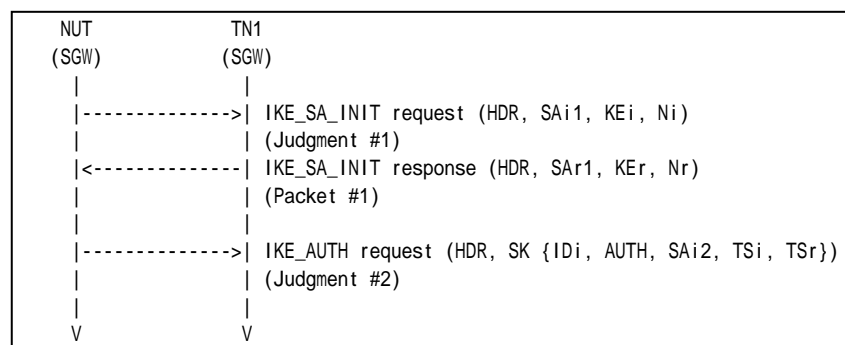 NUT TN1
(SGW) (SGW)
| |
|-------------->| IKE_SA_INIT request (HDR, SAi1, KEi, Ni)
| | (Judgment #1)
|<--------------| IKE_SA_INIT response (HDR, SAr1, KEr, Nr)
| | (Packet #1)
| |
|-------------->| IKE_AUTH request (HDR, SK {IDi, AUTH, SAi2, TSi, TSr})
| | (Judgment #2)
| |
V V